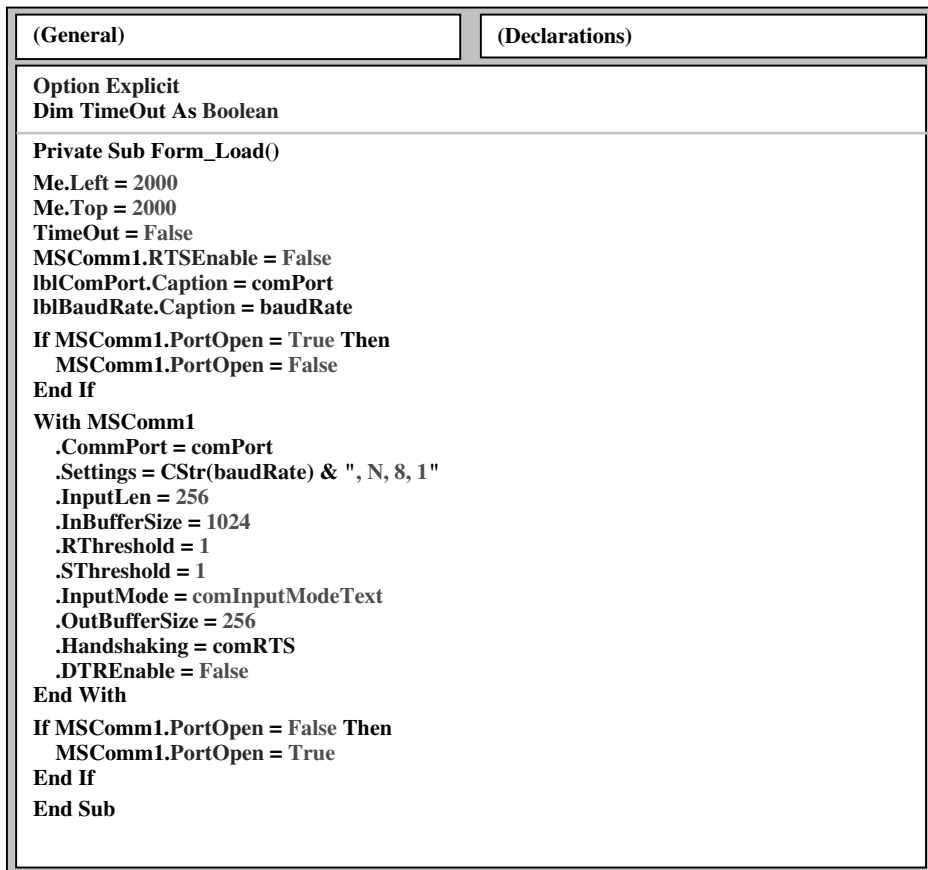 (General)
(Declarations)
Option Explicit
Dim TimeOut As Boolean
Private Sub Form_Load()
Me.Left = 2000
Me.Top = 2000
TimeOut = False
MSComm1.RTSEnable = False
lblComPort.Caption = comPort
lblBaudRate.Caption = baudRate
If MSComm1.PortOpen = True Then
MSComm1.PortOpen = False
End If
With MSComm1
.CommPort = comPort
.Settings = CStr(baudRate) & ", N, 8, 1"
.InputLen = 256
.InBufferSize = 1024
.RThreshold = 1
.SThreshold = 1
.InputMode = comInputModeText
.OutBufferSize = 256
.Handshaking = comRTS
.DTREnable = False
End With
If MSComm1.PortOpen = False Then
MSComm1.PortOpen = True
End If
End Sub